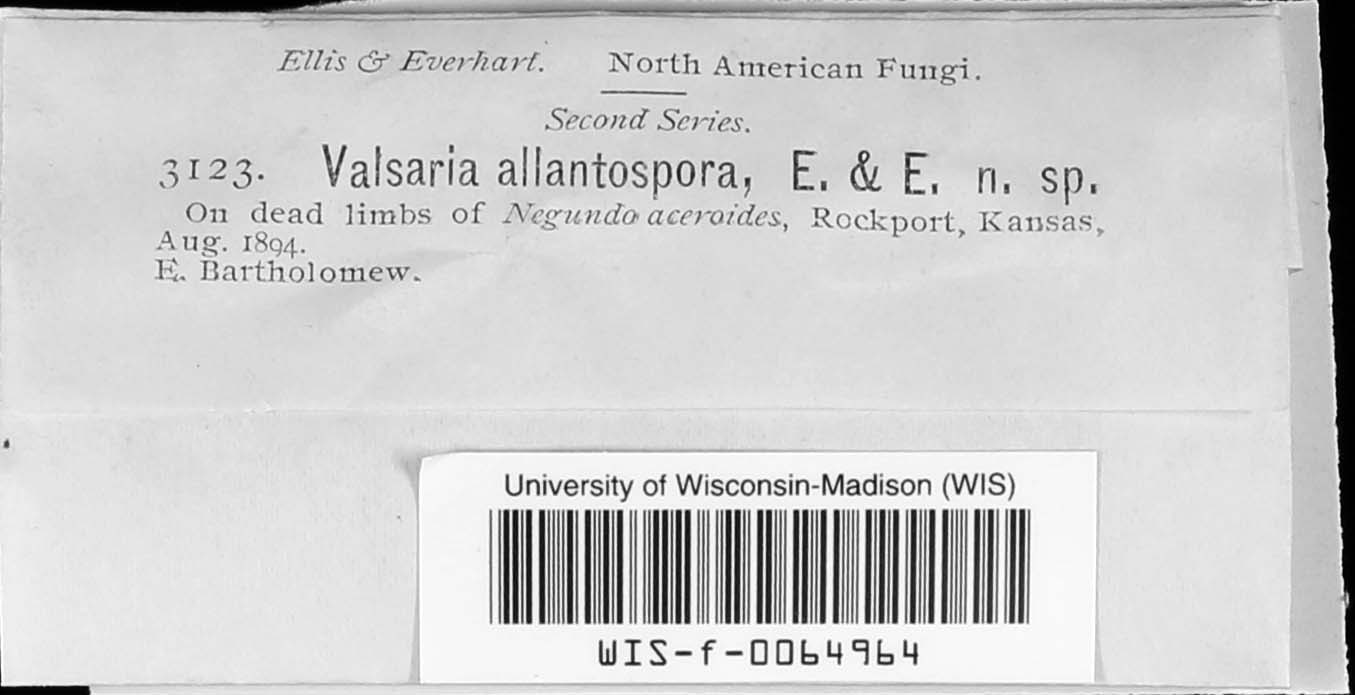 Ellis & Everhart. North American Fungi.
Second Series.
3123. Valsaria allantospora, E. & E. n. sp.
On dead limbs of Negundo aceroides, Rockport, Kansas,
Aug. 1894.
E. Bartholomew.
University of Wisconsin-Madison (WIS)
WIS-f-0064964